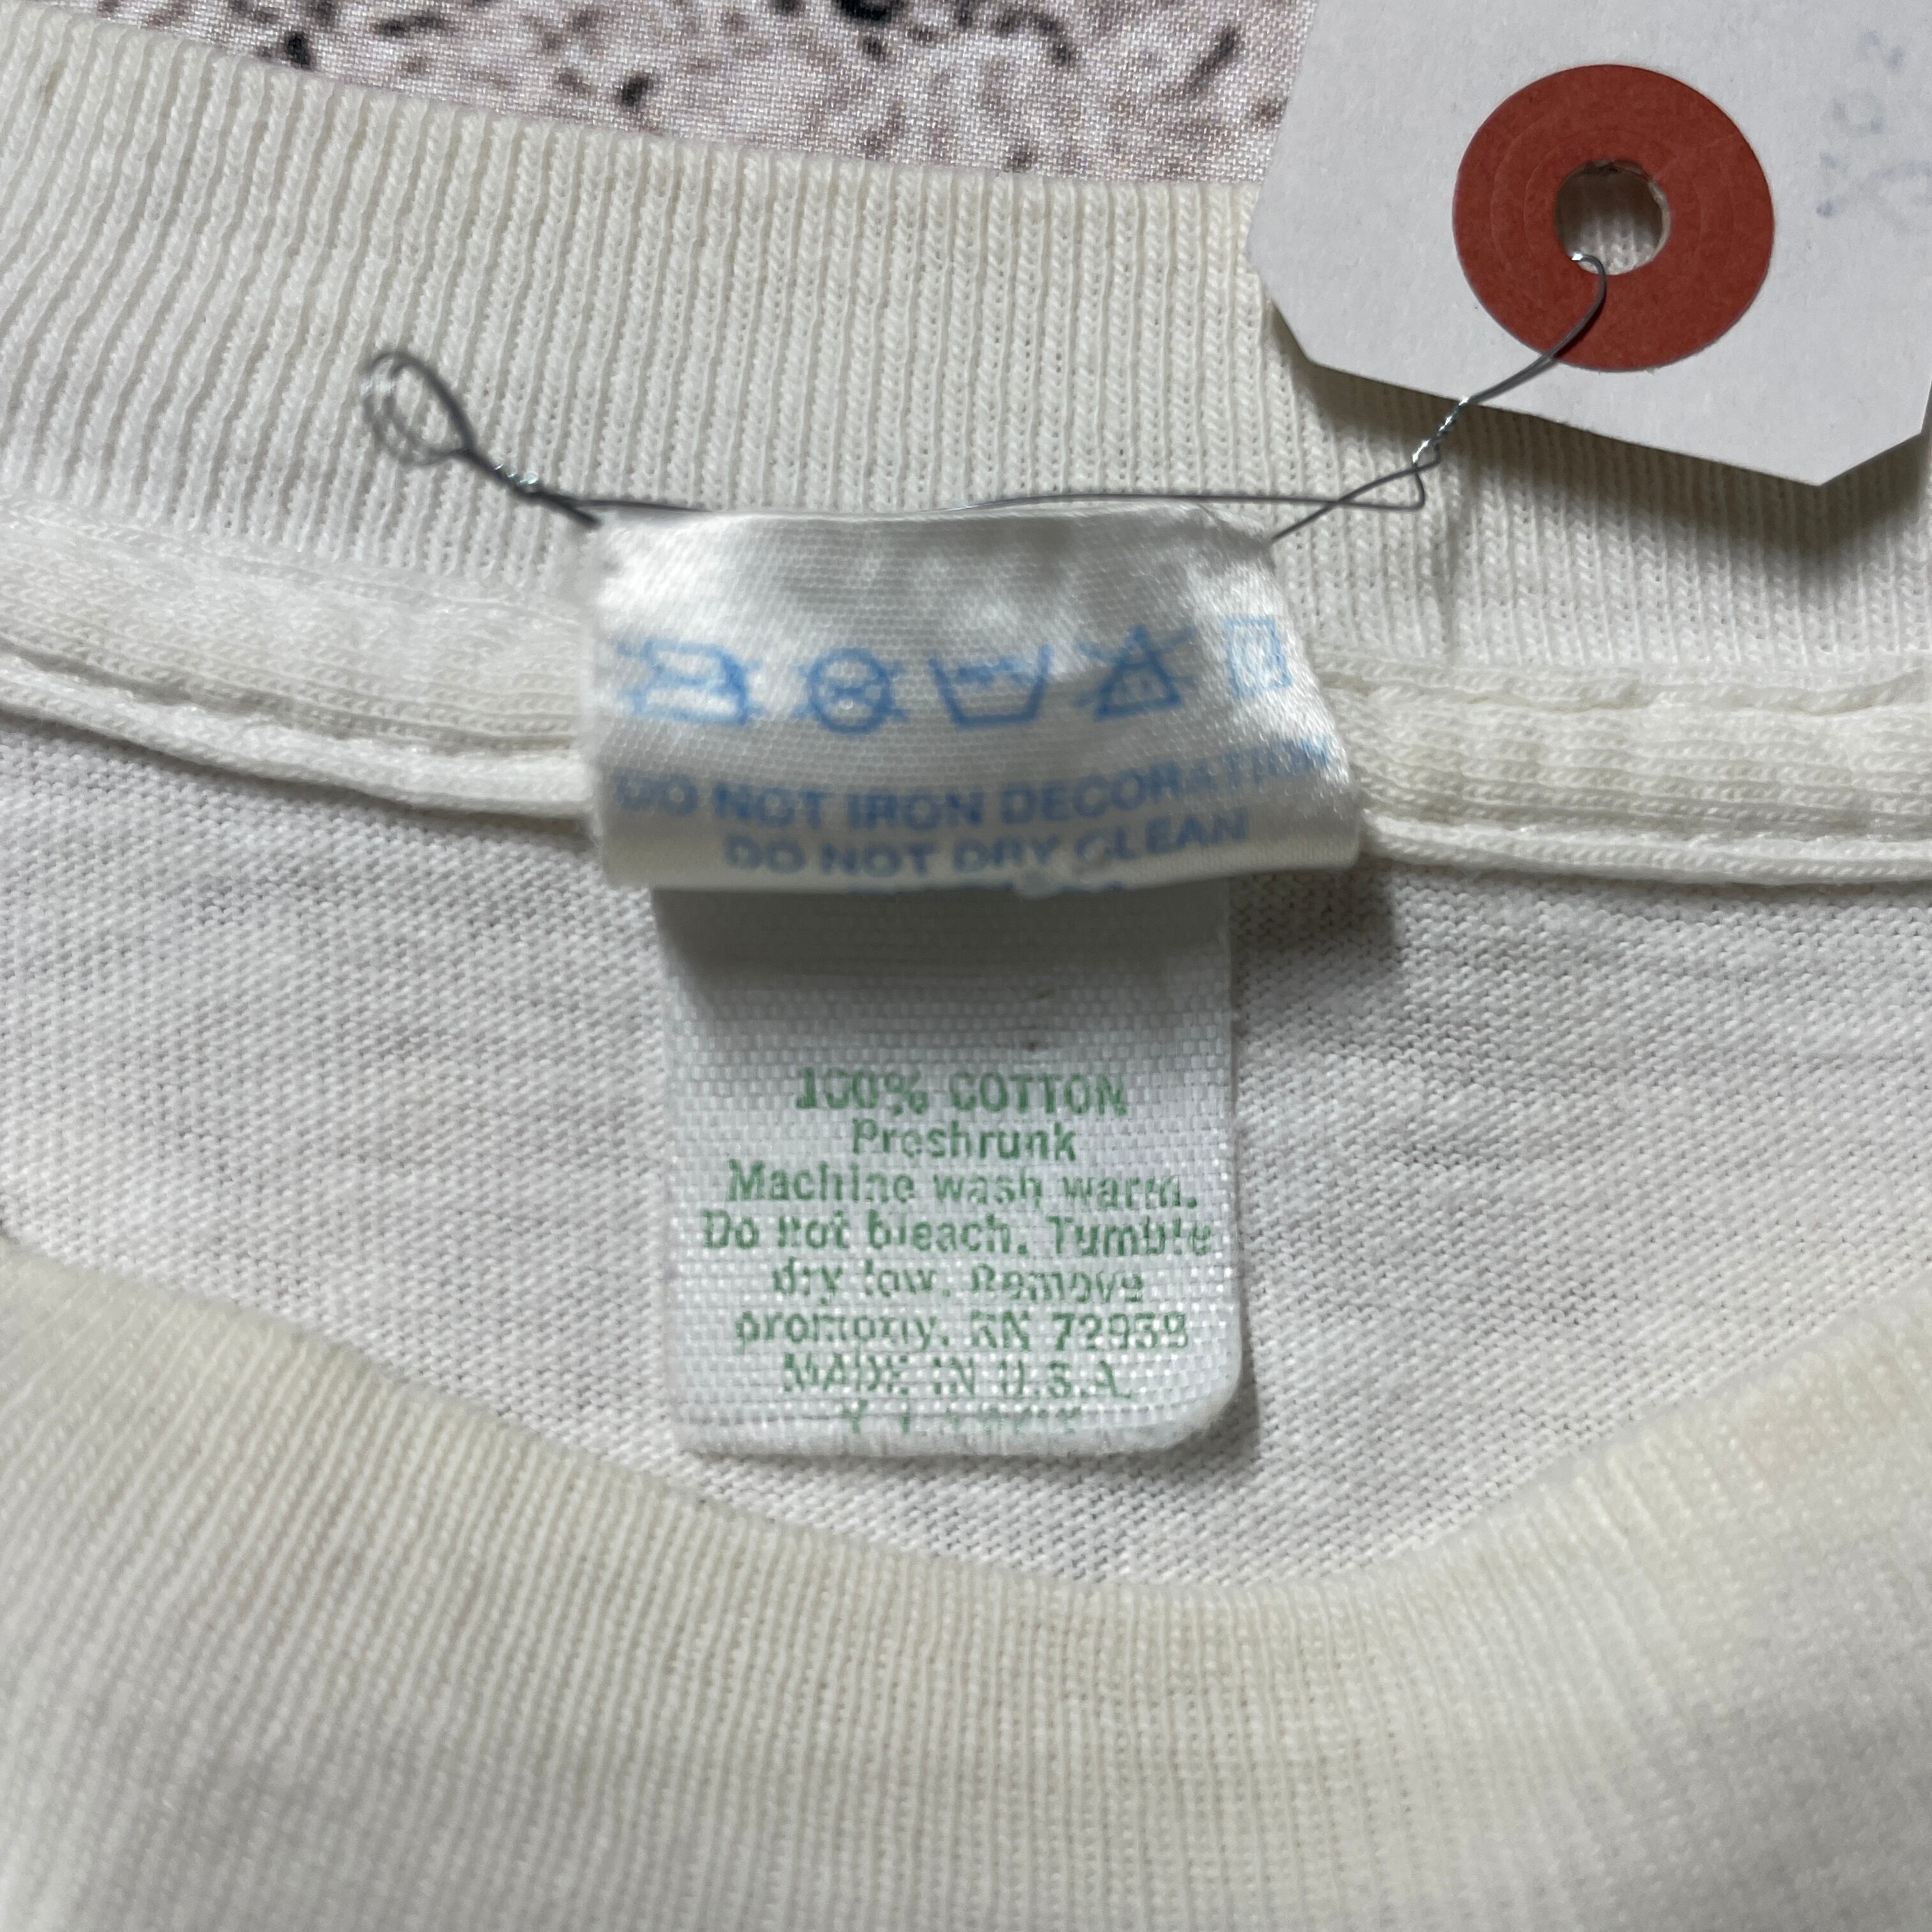 DO NOT IRON DECORATION
DO NOT DRY CLEAN
100% COTTON
Preshrunk
Machine wash warm.
Do not bleach. Tumble
dry low. Remove
promptly. RN 72939
MADE IN U.S.A.